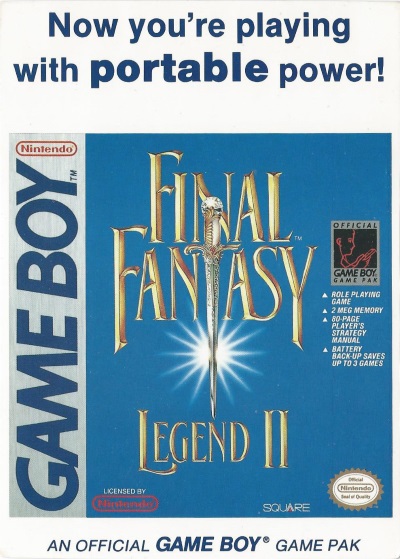 Now you're playing
with portable power!
Nintendo
GAME BOY™
FINAL
FANTASY™
LEGEND II
OFFICIAL
GAME BOY
GAME PAK
ROLE PLAYING
GAME
2 MEG MEMORY
80-PAGE
PLAYER'S
STRATEGY
MANUAL
BATTERY
BACK-UP SAVES
UP TO 3 GAMES
LICENSED BY
Nintendo
SQUARE
Official
Nintendo
Seal of Quality
AN OFFICIAL GAME BOY® GAME PAK